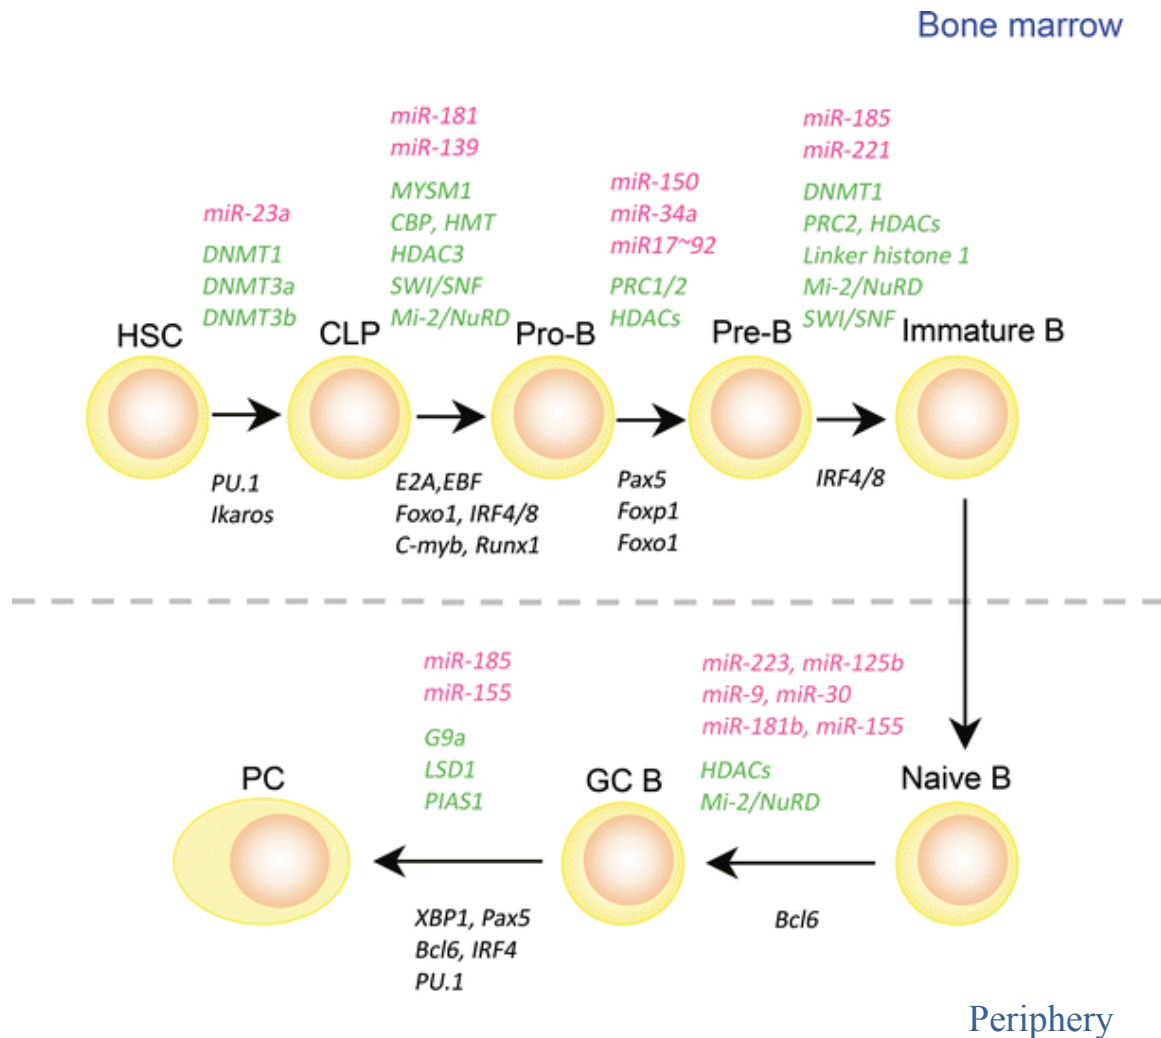 Bone marrow
miR-23a
DNMT1
DNMT3a
DNMT3b
miR-181
miR-139
MYSM1
CBP, HMT
HDAC3
SWI/SNF
Mi-2/NuRD
miR-150
miR-34a
miR17~92
PRC1/2
HDACs
miR-185
miR-221
DNMT1
PRC2, HDACs
Linker histone 1
Mi-2/NuRD
SWI/SNF
HSC
CLP
Pro-B
Pre-B
Immature B
PU.1
Ikaros
E2A,EBF
Foxo1, IRF4/8
C-myb, Runx1
Pax5
Foxp1
Foxo1
IRF4/8
miR-185
miR-155
G9a
LSD1
PIAS1
miR-223, miR-125b
miR-9, miR-30
miR-181b, miR-155
HDACs
Mi-2/NuRD
PC
GC B
Naive B
XBP1, Pax5
Bcl6, IRF4
PU.1
Bcl6
Periphery